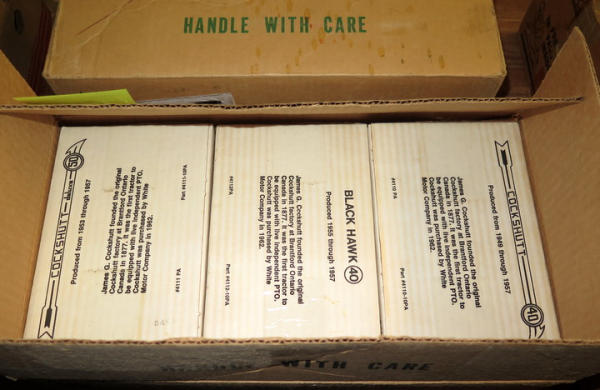 HANDLE WITH CARE
COCKSHUTT deluxe 50
Produced from 1953 through 1957
James G. Cockshutt founded the original
Cockshutt factory at Brantford Ontario
Canada in 1877. It was the first tractor to
be equipped with live independent PTO.
Cockshutt was purchased by White
Motor Company in 1962.
Part #4111-10PA
#4111 PA
BLACK HAWK 40
Produced 1955 through 1957
James G. Cockshutt founded the original
Cockshutt factory at Brantford Ontario
Canada in 1877. It was the first tractor to
be equipped with live independent PTO.
Cockshutt was purchased by White
Motor Company in 1962.
#4112PA
Part #4110-10PA
COCKSHUTT 40
Produced from 1949 through 1957
James G. Cockshutt founded the original
Cockshutt factory at Brantford Ontario
Canada in 1877. It was the first tractor to
be equipped with live independent PTO.
Cockshutt was purchased by White
Motor Company in 1962.
#4110 PA
Part #4110-10PA
HANDLE WITH CARE